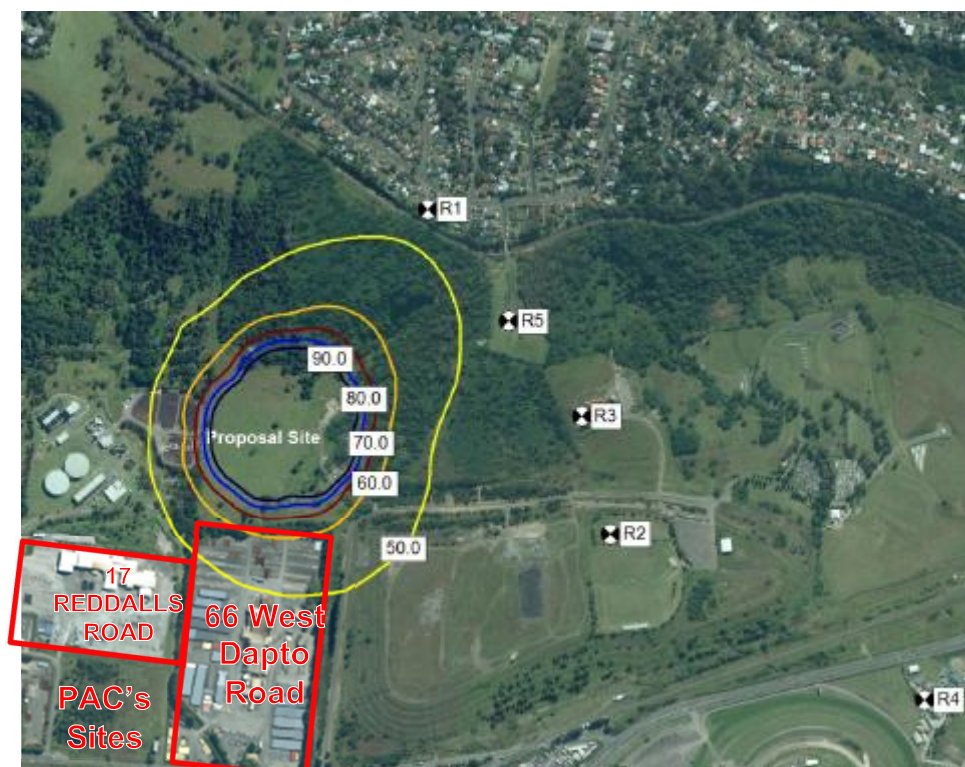 R1
R5
90.0
80.0
R3
Proposal Site
70.0
60.0
R2
50.0
17
REDDALLS
ROAD
66 West
Dapto
Road
PAC's
Sites
R4